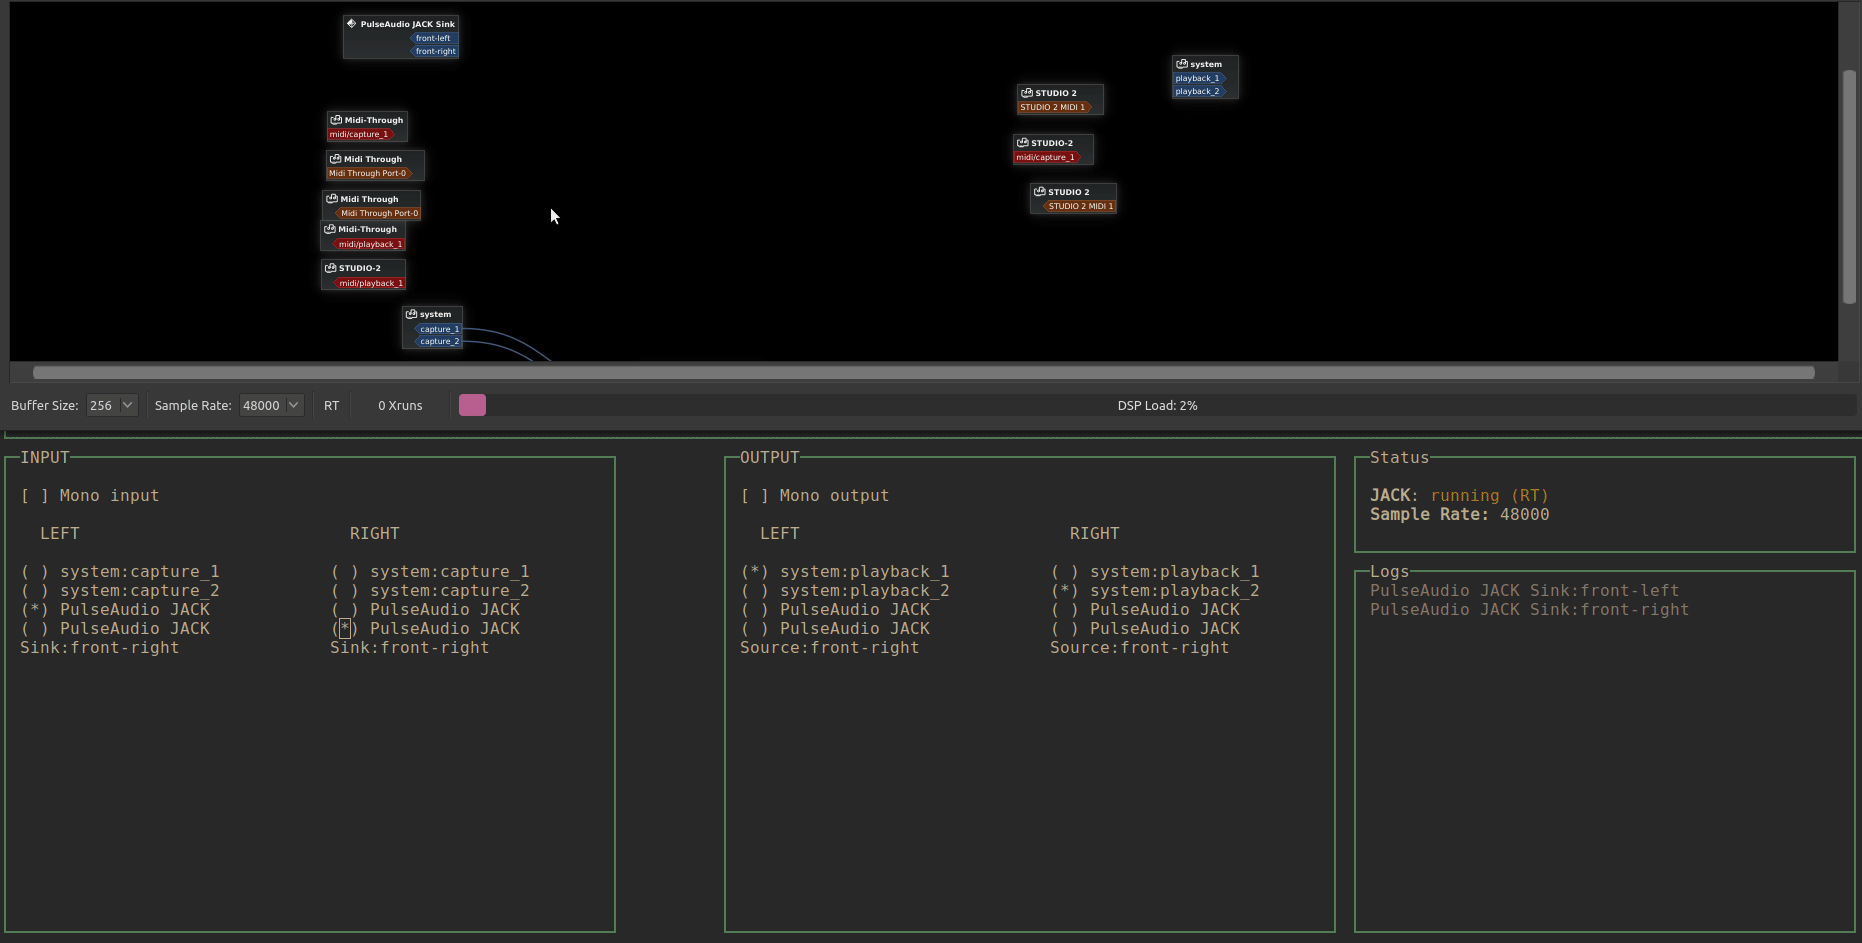 PulseAudio JACK Sink
front-left
front-right
system
playback_1
playback_2
STUDIO 2
STUDIO 2 MIDI 1
Midi-Through
midi/capture_1
STUDIO-2
midi/capture_1
Midi Through
Midi Through Port-0
STUDIO 2
STUDIO 2 MIDI 1
Midi Through
Midi Through Port-0
Midi-Through
midi/playback_1
STUDIO-2
midi/playback_1
system
capture_1
capture_2
Buffer Size: 256 Sample Rate: 48000 RT 0 Xruns DSP Load: 2%
INPUT
[ ] Mono input
LEFT RIGHT
( ) system:capture_1 ( ) system:capture_1
( ) system:capture_2 ( ) system:capture_2
(*) PulseAudio JACK ( ) PulseAudio JACK
( ) PulseAudio JACK (*) PulseAudio JACK
Sink:front-right Sink:front-right
OUTPUT
[ ] Mono output
LEFT RIGHT
(*) system:playback_1 ( ) system:playback_1
( ) system:playback_2 (*) system:playback_2
( ) PulseAudio JACK ( ) PulseAudio JACK
( ) PulseAudio JACK ( ) PulseAudio JACK
Source:front-right Source:front-right
Status
JACK: running (RT)
Sample Rate: 48000
Logs
PulseAudio JACK Sink:front-left
PulseAudio JACK Sink:front-right